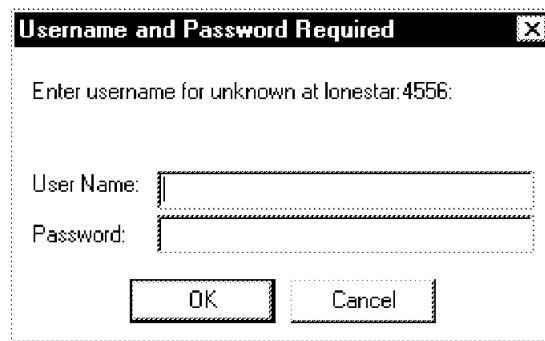 Username and Password Required
Enter username for unknown at lonestar:4556:
User Name:
Password:
OK Cancel